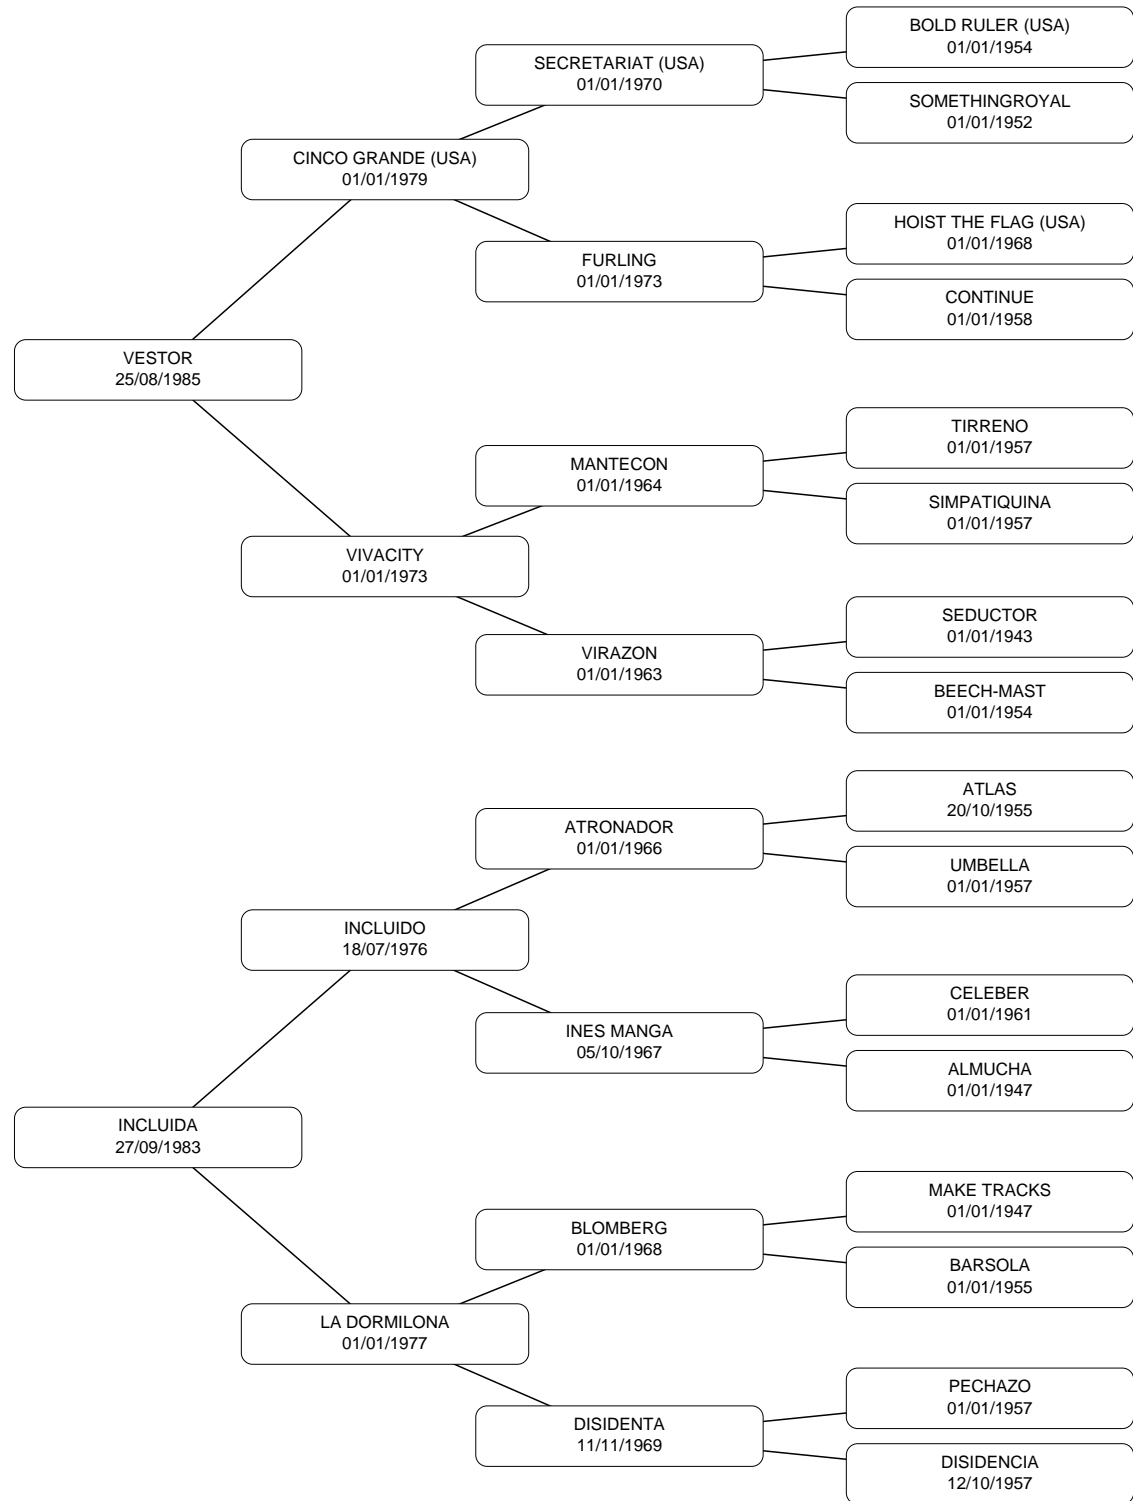 BOLD RULER (USA)
01/01/1954
SECRETARIAT (USA)
01/01/1970
SOMETHINGROYAL
01/01/1952
CINCO GRANDE (USA)
01/01/1979
HOIST THE FLAG (USA)
01/01/1968
FURLING
01/01/1973
CONTINUE
01/01/1958
VESTOR
25/08/1985
TIRRENO
01/01/1957
MANTECON
01/01/1964
SIMPATIQUINA
01/01/1957
VIVACITY
01/01/1973
SEDUCTOR
01/01/1943
VIRAZON
01/01/1963
BEECH-MAST
01/01/1954
ATLAS
20/10/1955
ATRONADOR
01/01/1966
UMBELLA
01/01/1957
INCLUIDO
18/07/1976
CELEBER
01/01/1961
INES MANGA
05/10/1967
ALMUCHA
01/01/1947
INCLUIDA
27/09/1983
MAKE TRACKS
01/01/1947
BLOMBERG
01/01/1968
BARSOLA
01/01/1955
LA DORMILONA
01/01/1977
PECHAZO
01/01/1957
DISIDENTA
11/11/1969
DISIDENCIA
12/10/1957